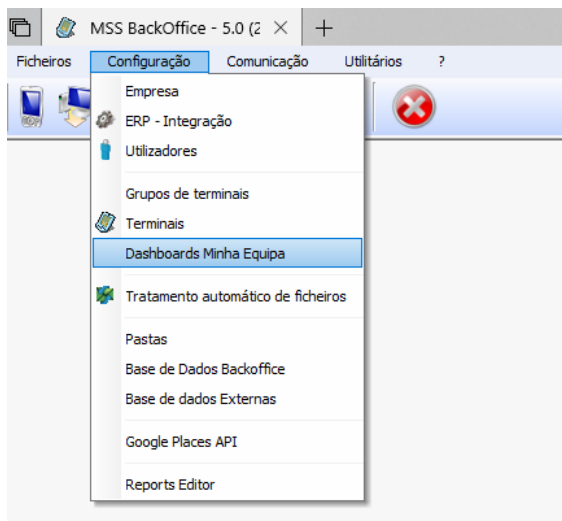 MSS BackOffice - 5.0 (2
Ficheiros Configuração Comunicação Utilitários ?
Empresa
ERP - Integração
Utilizadores
Grupos de terminais
Terminais
Dashboards Minha Equipa
Tratamento automático de ficheiros
Pastas
Base de Dados Backoffice
Base de dados Externas
Google Places API
Reports Editor